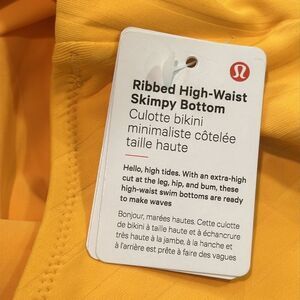 Ribbed High-Waist
Skimpy Bottom
Culotte bikini
minimaliste côtelée
taille haute
Hello, high tides. With an extra-high
cut at the leg, hip, and bum, these
high-waist swim bottoms are ready
to make waves
Bonjour, marées hautes. Cette culotte
de bikini à taille haute et à échancrure
très haute à la jambe, à la hanche et
à l'arrière est prête à faire des vagues